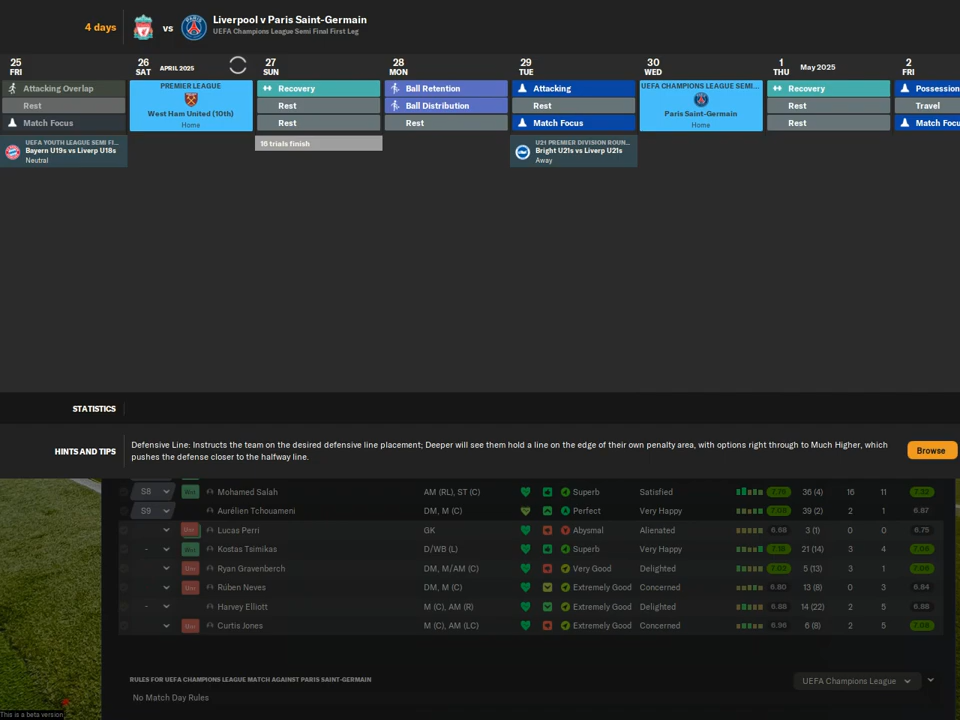 4 days
vs
Liverpool v Paris Saint-Germain
UEFA Champions League Semi Final First Leg
25
FRI
26
SAT
APRIL 2025
27
SUN
28
MON
29
TUE
30
WED
1
THU
May 2025
2
FRI
Attacking Overlap
Rest
Match Focus
PREMIER LEAGUE
West Ham United (10th)
Home
Recovery
Rest
Rest
Ball Retention
Ball Distribution
Rest
Attacking
Rest
Match Focus
UEFA CHAMPIONS LEAGUE SEMI...
Paris Saint-Germain
Home
Recovery
Rest
Rest
Possession
Travel
Match Focu
UEFA YOUTH LEAGUE SEMI FI...
Bayern U19s vs Liverp U18s
Neutral
15 trials finish
U21 PREMIER DIVISION ROUN...
Bright U21s vs Liverp U21s
Away
STATISTICS
HINTS AND TIPS
Defensive Line: Instructs the team on the desired defensive line placement; Deeper will see them hold a line on the edge of their own penalty area, with options right through to Much Higher, which
pushes the defense closer to the halfway line.
Browse
S8 Wnt Mohamed Salah AM (RL), ST (C) Superb Satisfied 36 (4) 16 11
S9 Aurélien Tchouameni DM, M (C) Perfect Very Happy 39 (2) 2 1 6.87
Lucas Perri GK Abysmal Alienated 6.68 3 (1) 0 0 6.75
- Wnt Kostas Tsimikas D/WB (L) Superb Very Happy 21 (14) 3 4
Ryan Gravenberch DM, M/AM (C) Very Good Delighted 5 (13) 3 1
Rúben Neves DM, M (C) Extremely Good Concerned 6.80 13 (8) 0 3 6.84
- Harvey Elliott M (C), AM (R) Extremely Good Delighted 14 (22) 2 5 6.88
Curtis Jones M (C), AM (LC) Extremely Good Concerned 6.96 6 (8) 2 5
RULES FOR UEFA CHAMPIONS LEAGUE MATCH AGAINST PARIS SAINT-GERMAIN
UEFA Champions League
No Match Day Rules
This is a beta version